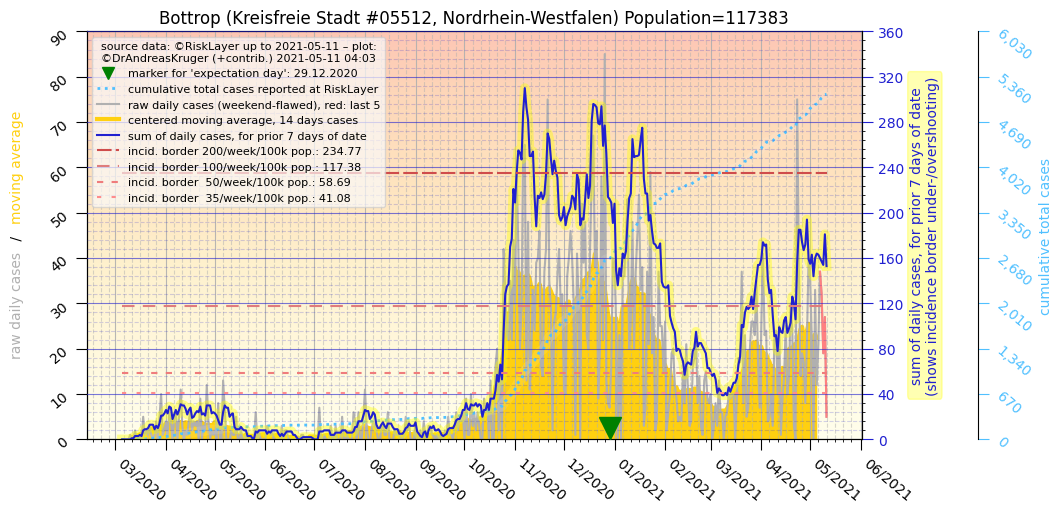 Bottrop (Kreisfreie Stadt #05512, Nordrhein-Westfalen) Population=117383
source data: ©RiskLayer up to 2021-05-11 – plot:
©DrAndreasKruger (+contrib.) 2021-05-11 04:03
marker for 'expectation day': 29.12.2020
cumulative total cases reported at RiskLayer
raw daily cases (weekend-flawed), red: last 5
centered moving average, 14 days cases
sum of daily cases, for prior 7 days of date
incid. border 200/week/100k pop.: 234.77
incid. border 100/week/100k pop.: 117.38
incid. border  50/week/100k pop.: 58.69
incid. border  35/week/100k pop.: 41.08
raw daily cases / moving average
90
80
70
60
50
40
30
20
10
0
03/2020
04/2020
05/2020
06/2020
07/2020
08/2020
09/2020
10/2020
11/2020
12/2020
01/2021
02/2021
03/2021
04/2021
05/2021
06/2021
360
320
280
240
200
160
120
80
40
0
sum of daily cases, for prior 7 days of date
(shows incidence border under-/overshooting)
6,030
5,360
4,690
4,020
3,350
2,680
2,010
1,340
670
0
cumulative total cases